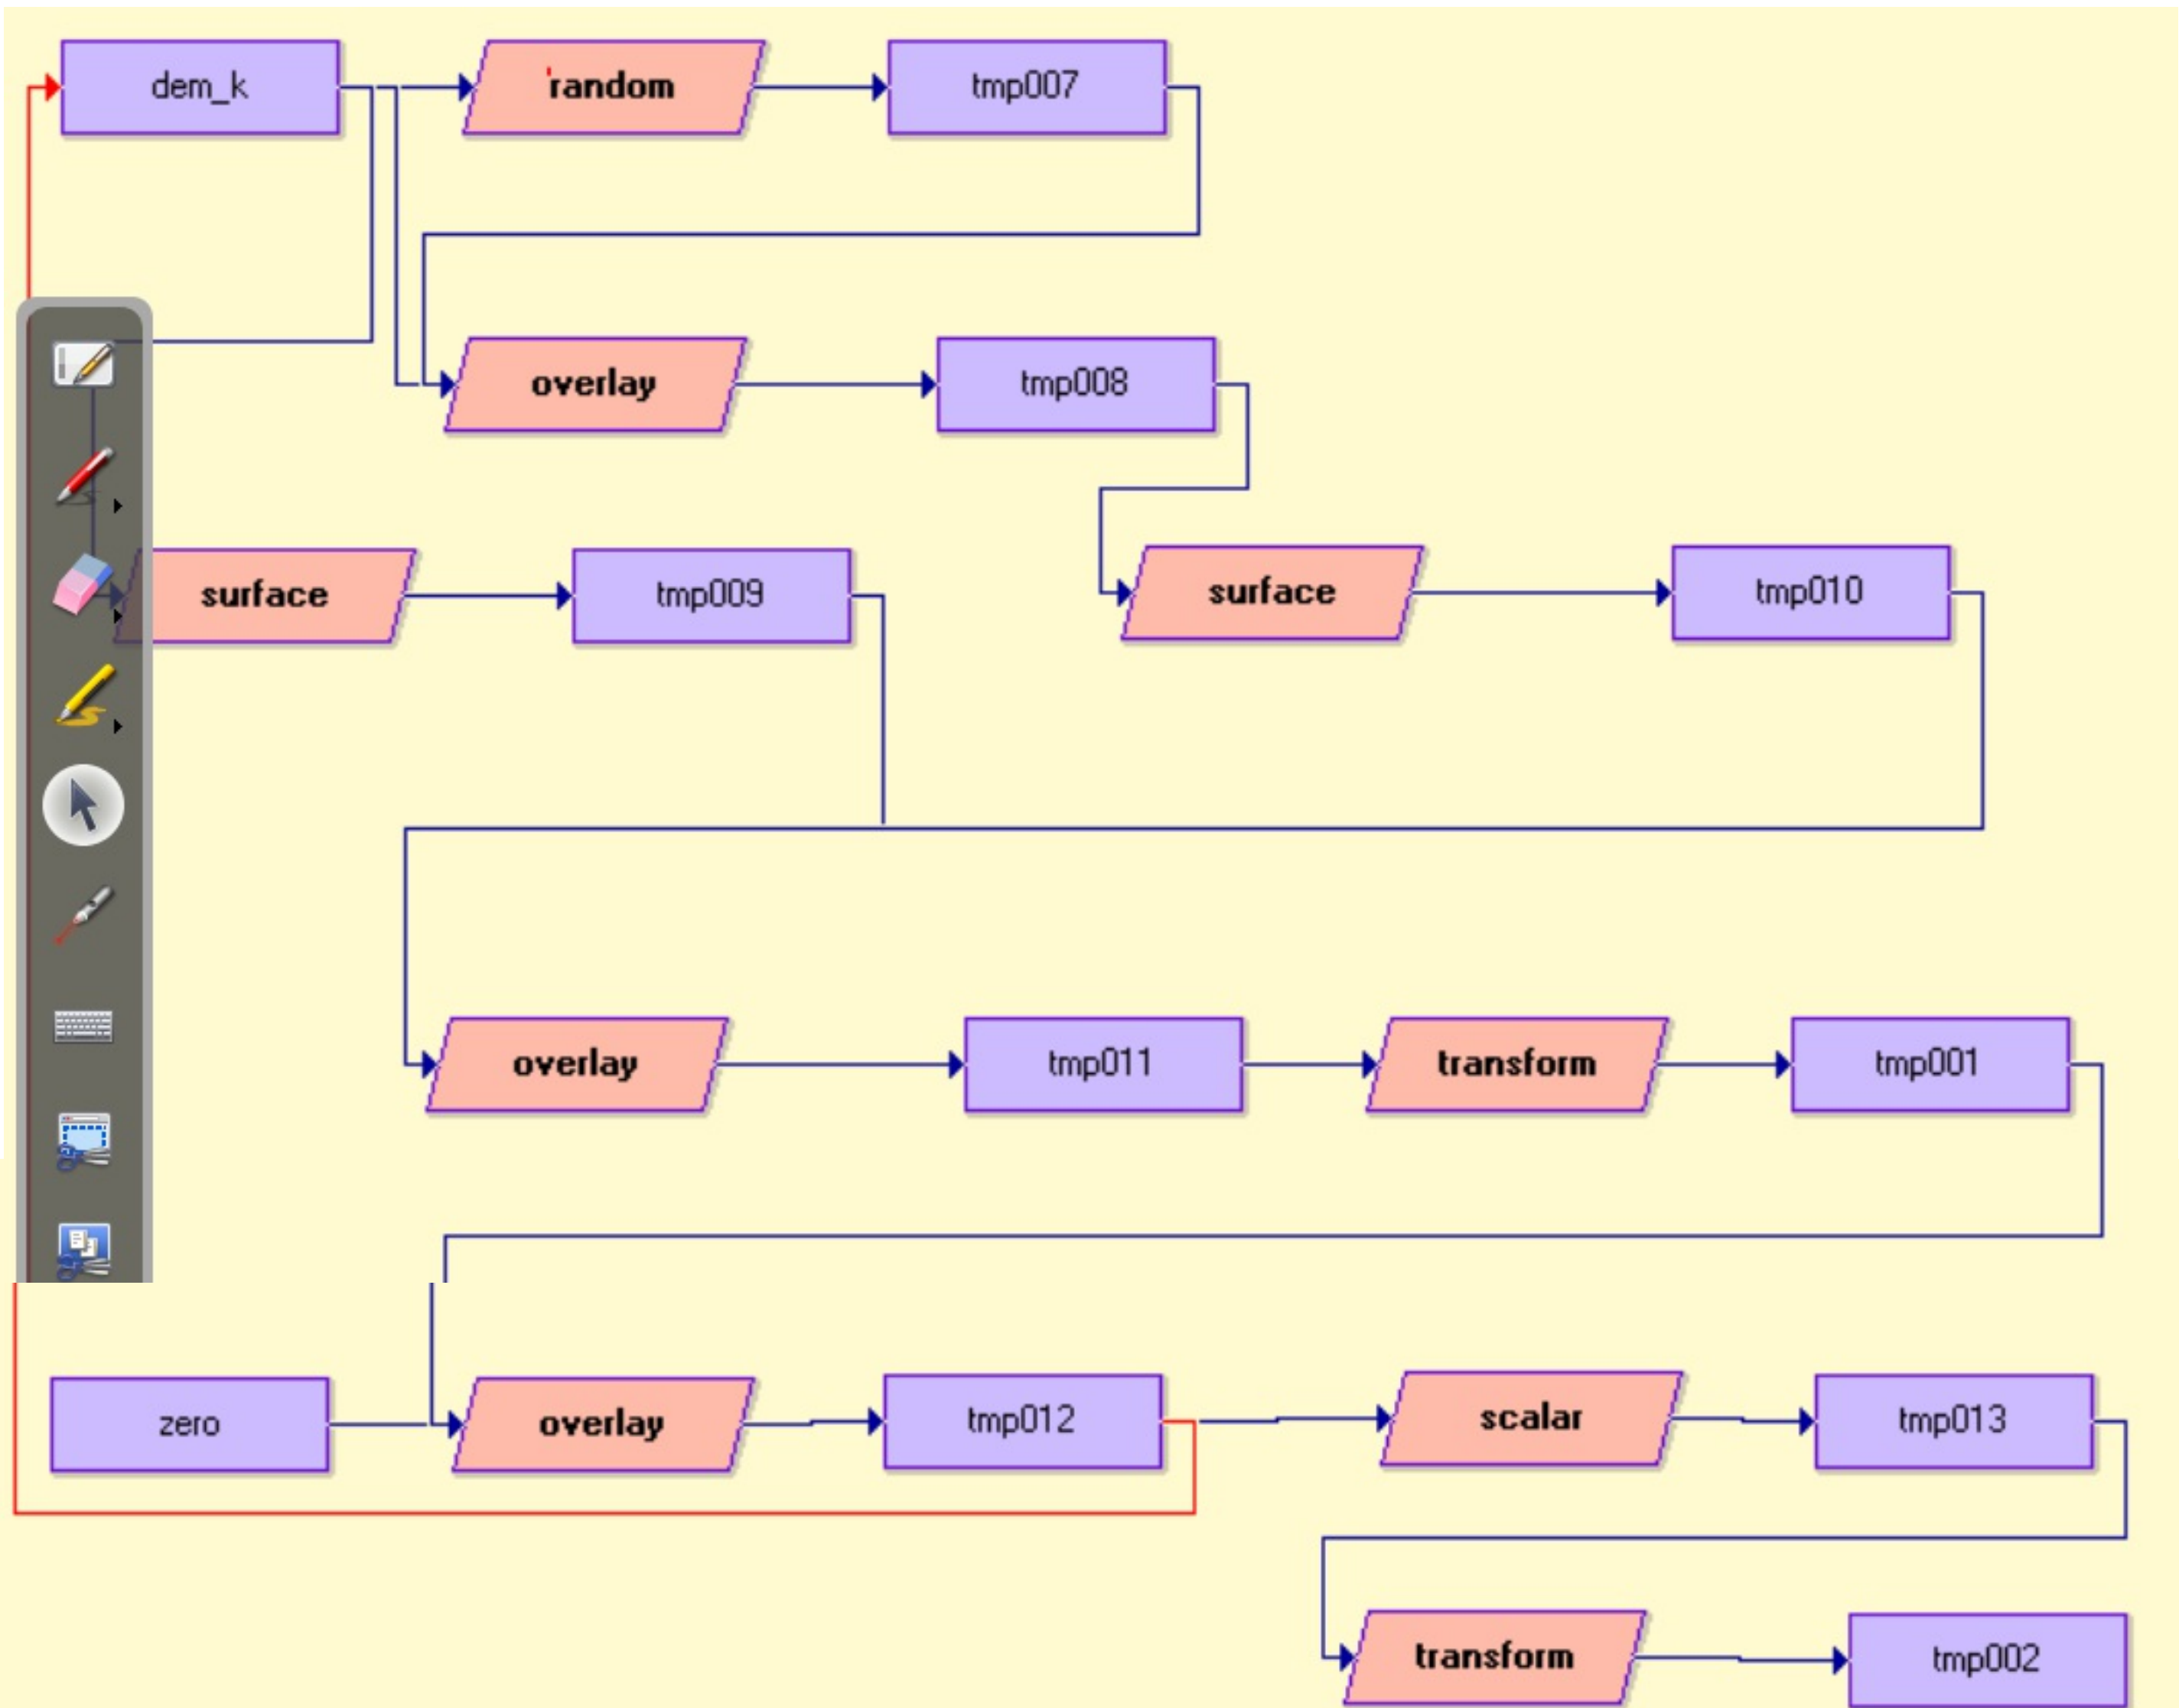 dem_k
random
tmp007
overlay
tmp008
surface
tmp009
surface
tmp010
overlay
tmp011
transform
tmp001
zero
overlay
tmp012
scalar
tmp013
transform
tmp002